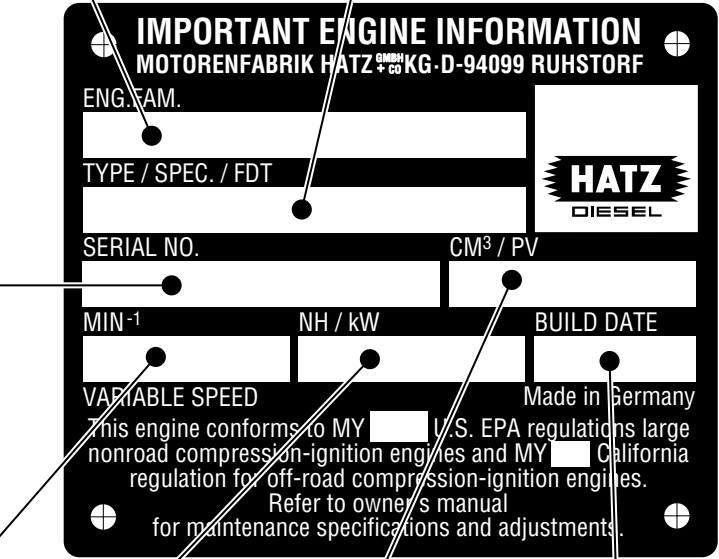 IMPORTANT ENGINE INFORMATION
MOTORENFABRIK HATZ GMBH + CO KG·D-94099 RUHSTORF
ENG.FAM.
TYPE / SPEC. / FDT
HATZ
DIESEL
SERIAL NO.
CM³ / PV
MIN-1
NH / kW
BUILD DATE
VARIABLE SPEED
Made in Germany
This engine conforms to MY U.S. EPA regulations large
nonroad compression-ignition engines and MY California
regulation for off-road compression-ignition engines.
Refer to owner's manual
for maintenance specifications and adjustments.